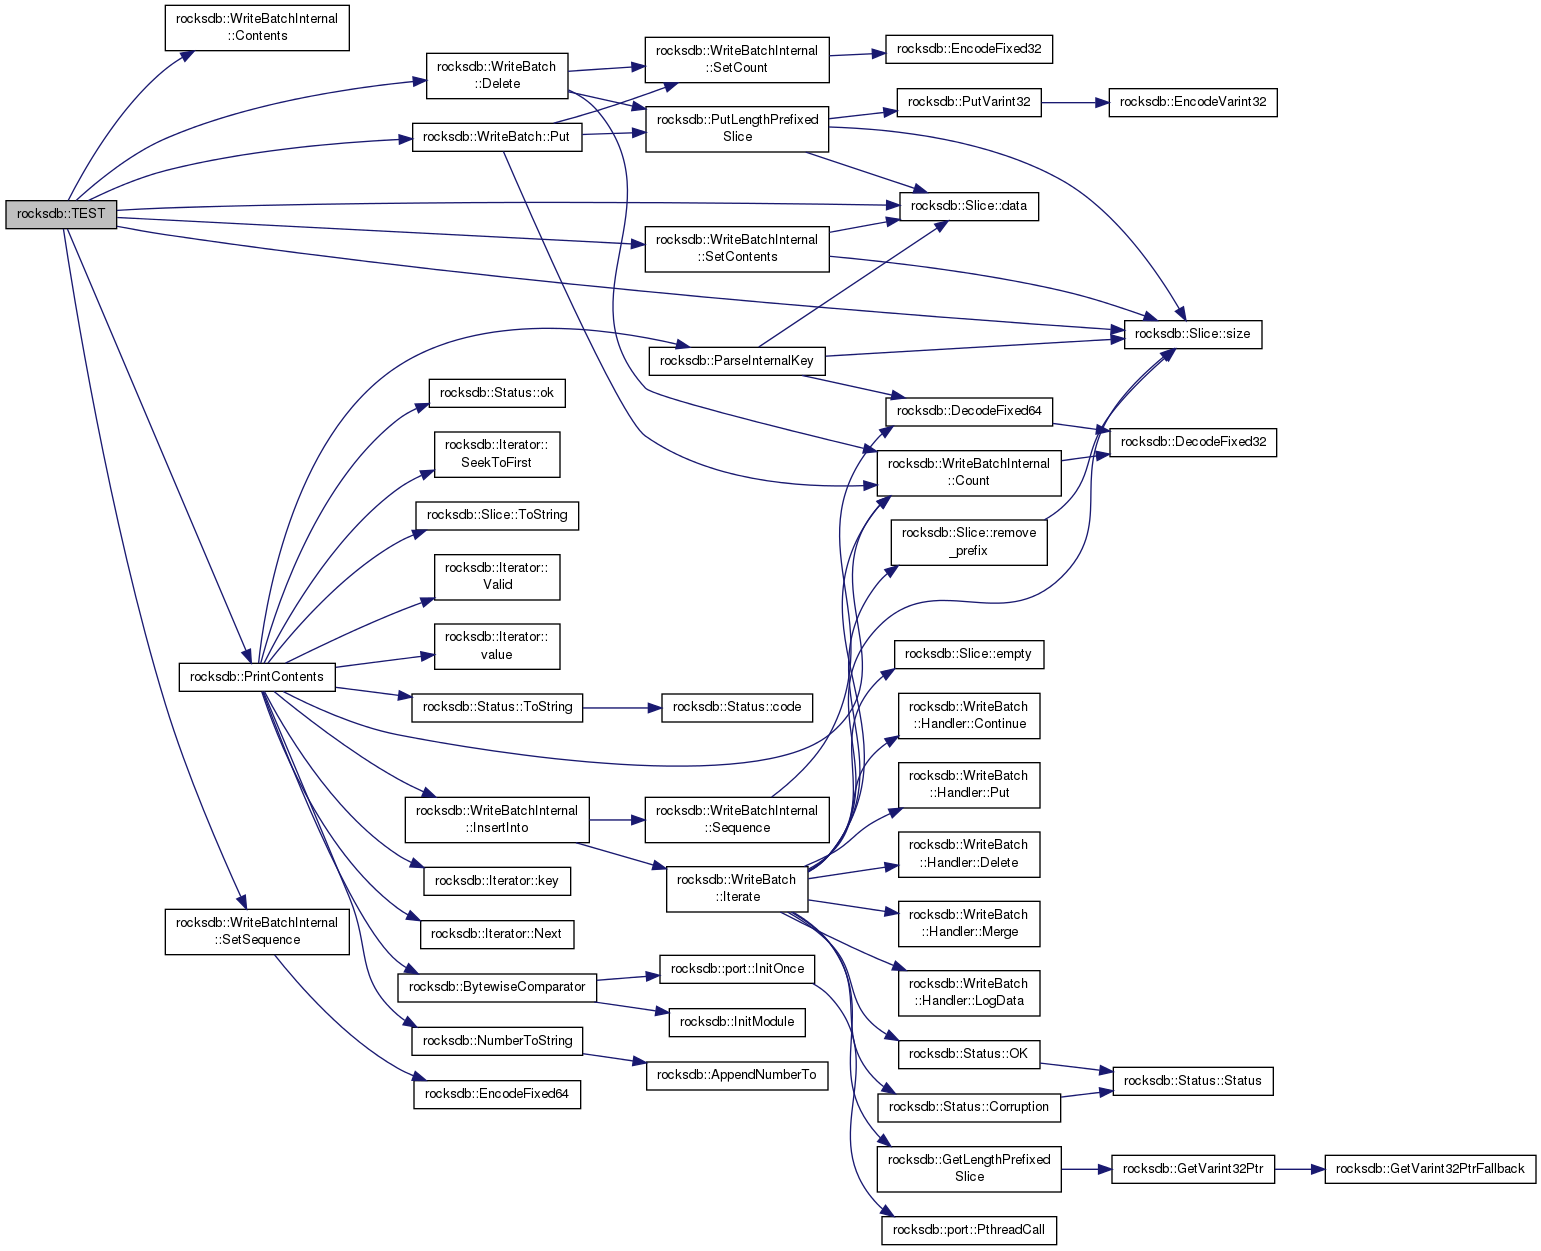 rocksdb::WriteBatchInternal
::Contents
rocksdb::WriteBatch
::Delete
rocksdb::WriteBatchInternal
::SetCount
rocksdb::EncodeFixed32
rocksdb::WriteBatch::Put
rocksdb::PutLengthPrefixed
Slice
rocksdb::PutVarint32
rocksdb::EncodeVarint32
rocksdb::TEST
rocksdb::Slice::data
rocksdb::WriteBatchInternal
::SetContents
rocksdb::Slice::size
rocksdb::ParseInternalKey
rocksdb::Status::ok
rocksdb::DecodeFixed64
rocksdb::DecodeFixed32
rocksdb::Iterator::
SeekToFirst
rocksdb::WriteBatchInternal
::Count
rocksdb::Slice::ToString
rocksdb::Slice::remove
_prefix
rocksdb::Iterator::
Valid
rocksdb::Iterator::
value
rocksdb::Slice::empty
rocksdb::PrintContents
rocksdb::Status::ToString
rocksdb::Status::code
rocksdb::WriteBatch
::Handler::Continue
rocksdb::WriteBatch
::Handler::Put
rocksdb::WriteBatchInternal
::InsertInto
rocksdb::WriteBatchInternal
::Sequence
rocksdb::WriteBatch
::Handler::Delete
rocksdb::Iterator::key
rocksdb::WriteBatch
::Iterate
rocksdb::WriteBatch
::Handler::Merge
rocksdb::WriteBatchInternal
::SetSequence
rocksdb::Iterator::Next
rocksdb::port::InitOnce
rocksdb::WriteBatch
::Handler::LogData
rocksdb::BytewiseComparator
rocksdb::InitModule
rocksdb::NumberToString
rocksdb::Status::OK
rocksdb::AppendNumberTo
rocksdb::Status::Status
rocksdb::EncodeFixed64
rocksdb::Status::Corruption
rocksdb::GetLengthPrefixed
Slice
rocksdb::GetVarint32Ptr
rocksdb::GetVarint32PtrFallback
rocksdb::port::PthreadCall